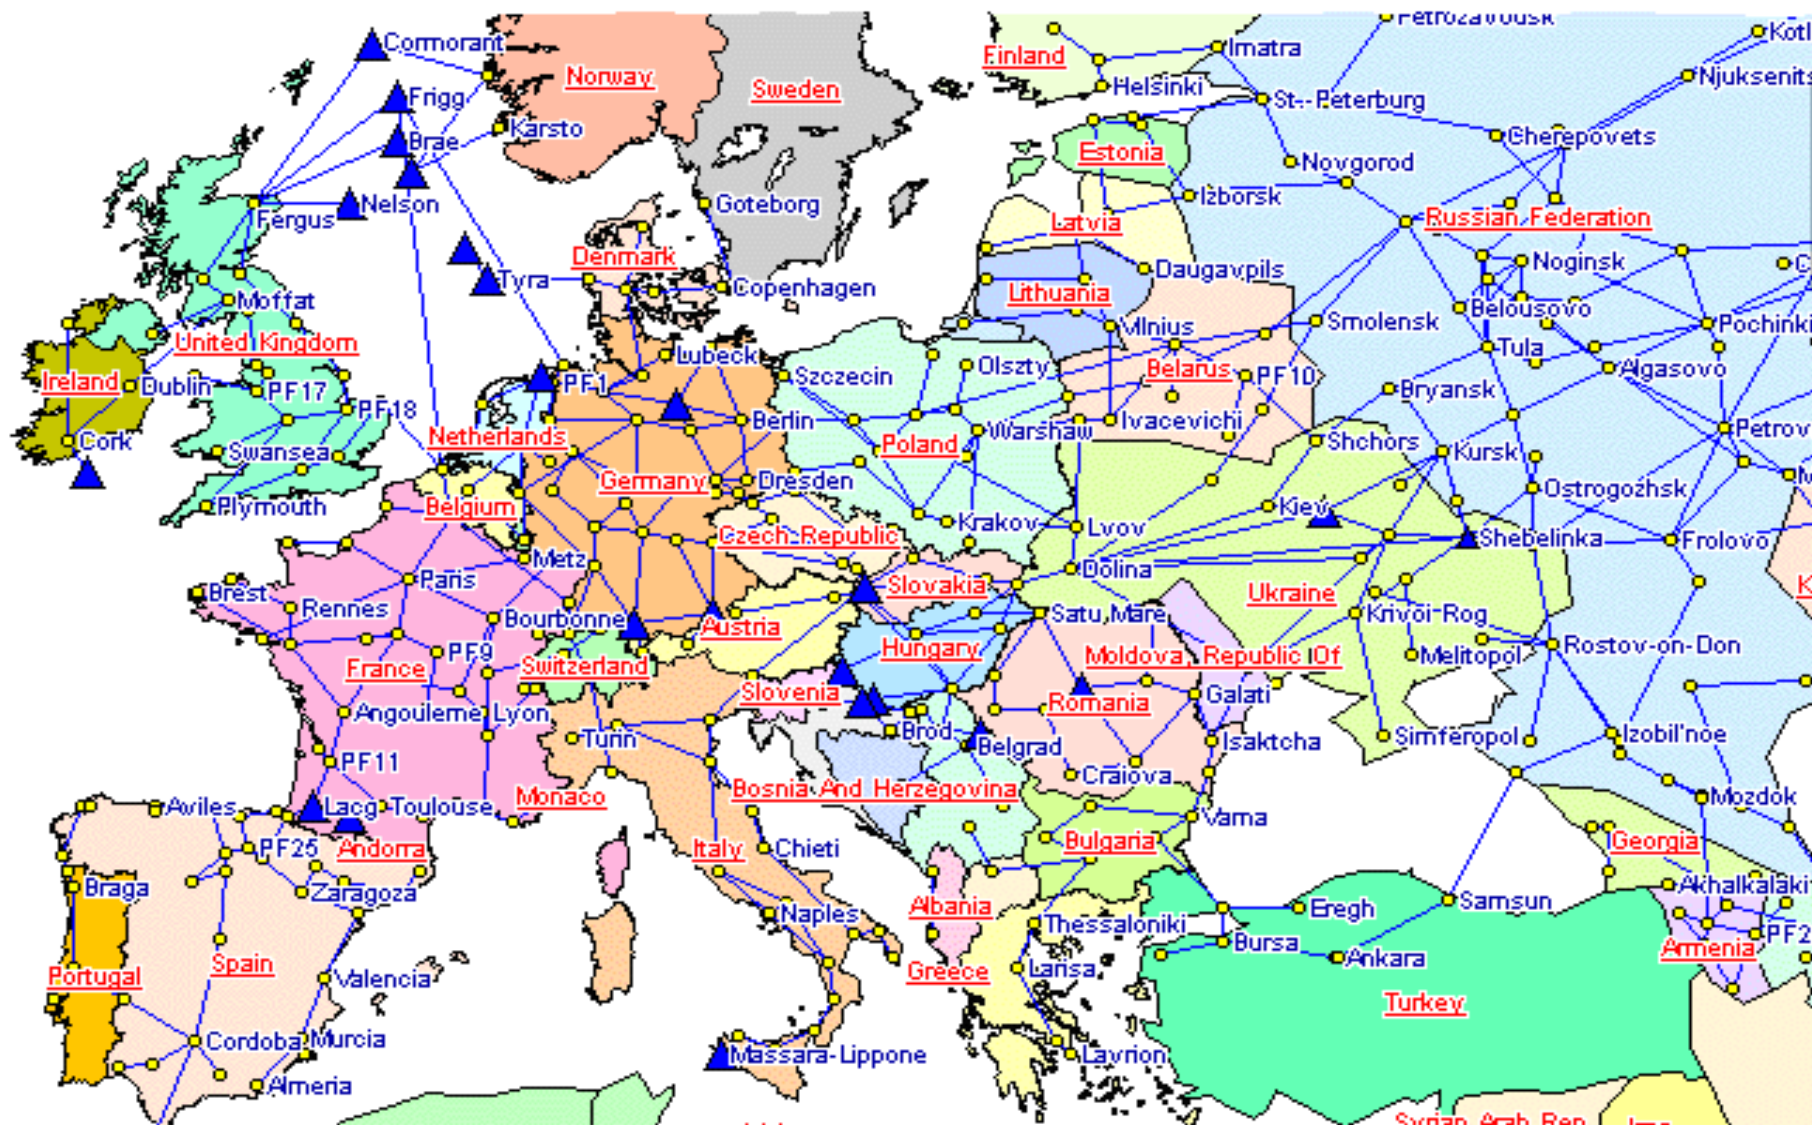 Petrozavodsk
Cormorant
Imatra
Finland
Norway
Njuksenits
Helsinki
Sweden
Frigg
St.-Peterburg
Karsto
Cherepovets
Brae
Estonia
Novgorod
Izborsk
Nelson
Goteborg
Fergus
Latvia
Russian Federation
Denmark
Noginsk
Daugavpils
Tyra
Copenhagen
Lithuania
Moffat
Belousovo
Smolensk
Pochinki
Vilnius
United Kingdom
Tula
Lubeck
Olszty
Belarus
Algasovo
Szczecin
PF10
Ireland
Dublin
PF17
PF1
Bryansk
PF18
Berlin
Ivacevichi
Netherlands
Warshaw
Petrov
Cork
Poland
Shchors
Swansea
Kursk
Germany
Dresden
Ostrogozhsk
Plymouth
Belgium
Kiev
Krakov
Lvov
Czech Republic
Shebelinka
Frolovo
Metz
Dolina
Paris
Slovakia
Brest
Ukraine
Rennes
Satu Mare
Krivoi Rog
Bourbonne
Austria
Rostov-on-Don
Hungary
PF9
Moldova, Republic Of
Melitopol
France
Switzerland
Slovenia
Galati
Romania
Angouleme
Lyon
Brod
Turin
Belgrad
Isaktcha
Simferopol
Izobil'noe
PF11
Craiova
Bosnia And Herzegovina
Monaco
Mozdok
Aviles
Lacq
Toulouse
Varna
Bulgaria
Georgia
PF25
Andorra
Italy
Chieti
Braga
Zaragoza
Akhalkalaki
Albania
Samsun
Eregh
Naples
Thessaloniki
PF2
Bursa
Armenia
Ankara
Spain
Portugal
Valencia
Greece
Larisa
Turkey
Cordoba
Murcia
Massara-Lippone
Lavrion
Almeria
Syrian Arab Rep